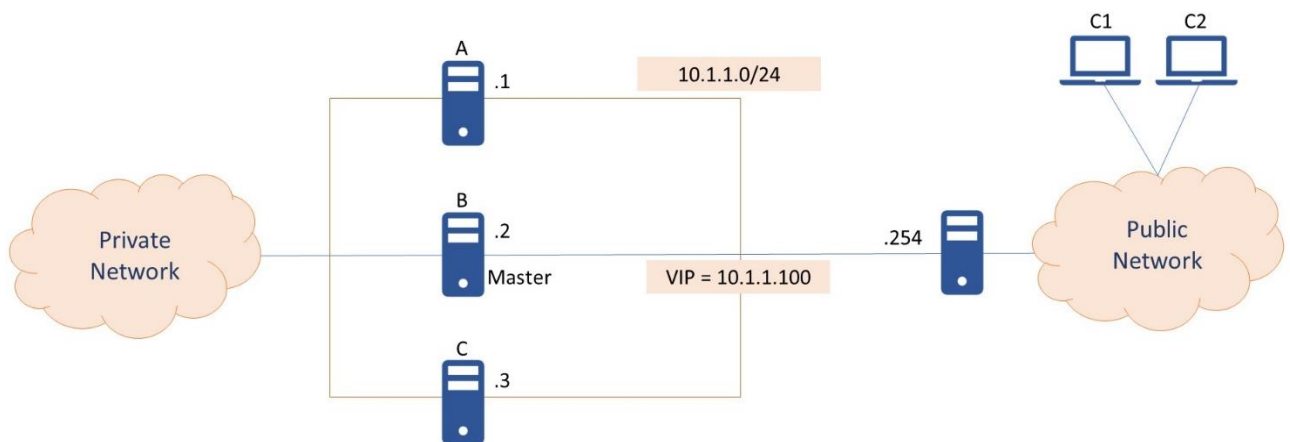 C1
C2
A
.1
10.1.1.0/24
B
.2
Master
Private
Network
VIP = 10.1.1.100
.254
Public
Network
C
.3